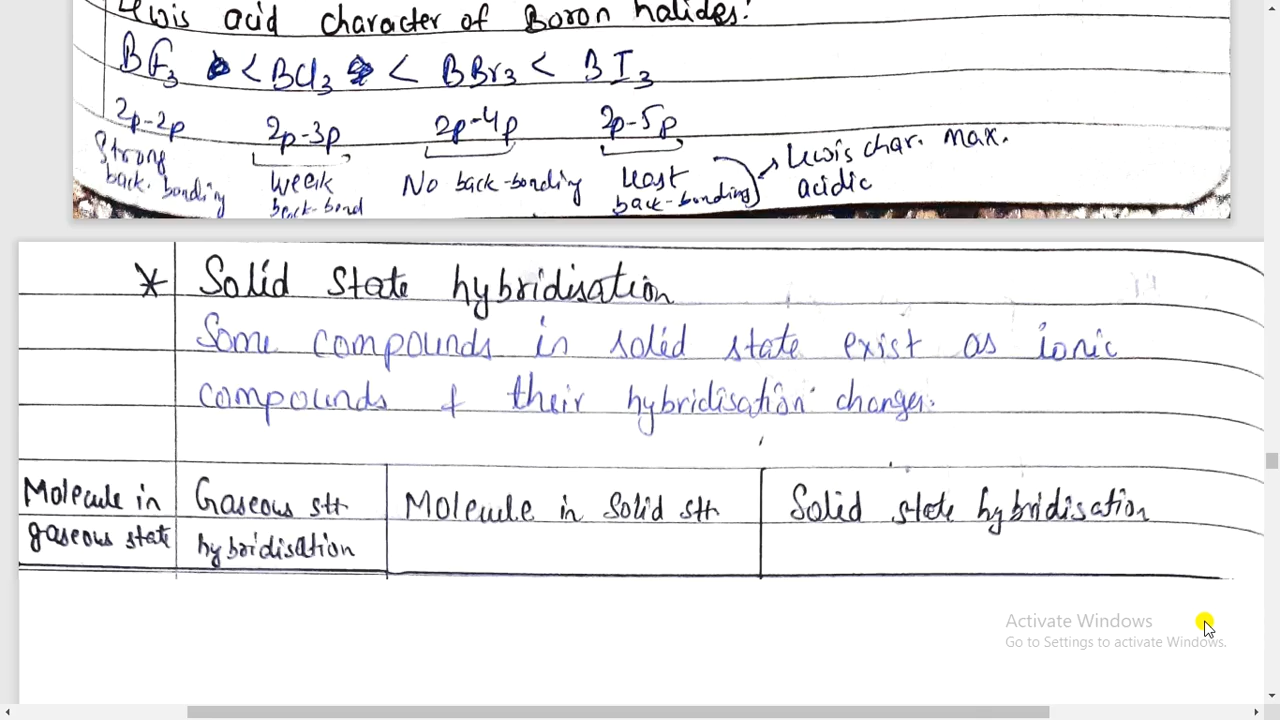 Lewis acid character of Boron halides:
BF3 < BCl3 < BBr3 < BI3
2p-2p 2p-3p 2p-4p 2p-5p
Strong back. bonding
Week back-bond
No back-bonding
Least back-bonding
Lewis char. max.
acidic
* Solid state hybridisation
Some compounds in solid state exist as ionic
compounds & their hybridisation changes.
Molecule in gaseous state
Gaseous stt hybridisation
Molecule in solid stt
Solid state hybridisation
Activate Windows
Go to Settings to activate Windows.